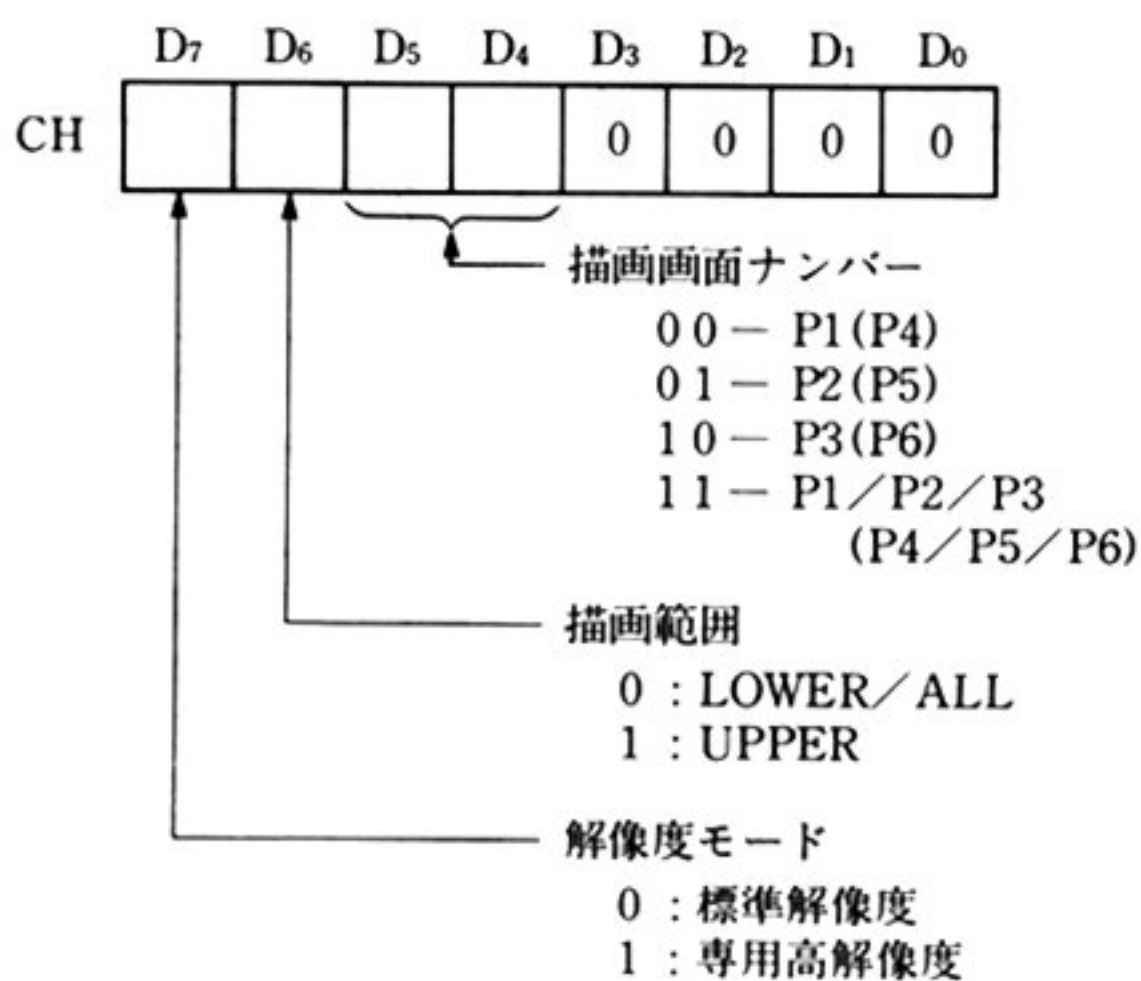 D7 D6 D5 D4 D3 D2 D1 D0
CH 0 0 0 0
描画画面ナンバー
00― P1(P4)
01― P2(P5)
10― P3(P6)
11― P1／P2／P3
(P4／P5／P6)
描画範囲
0 : LOWER／ALL
1 : UPPER
解像度モード
0 : 標準解像度
1 : 専用高解像度